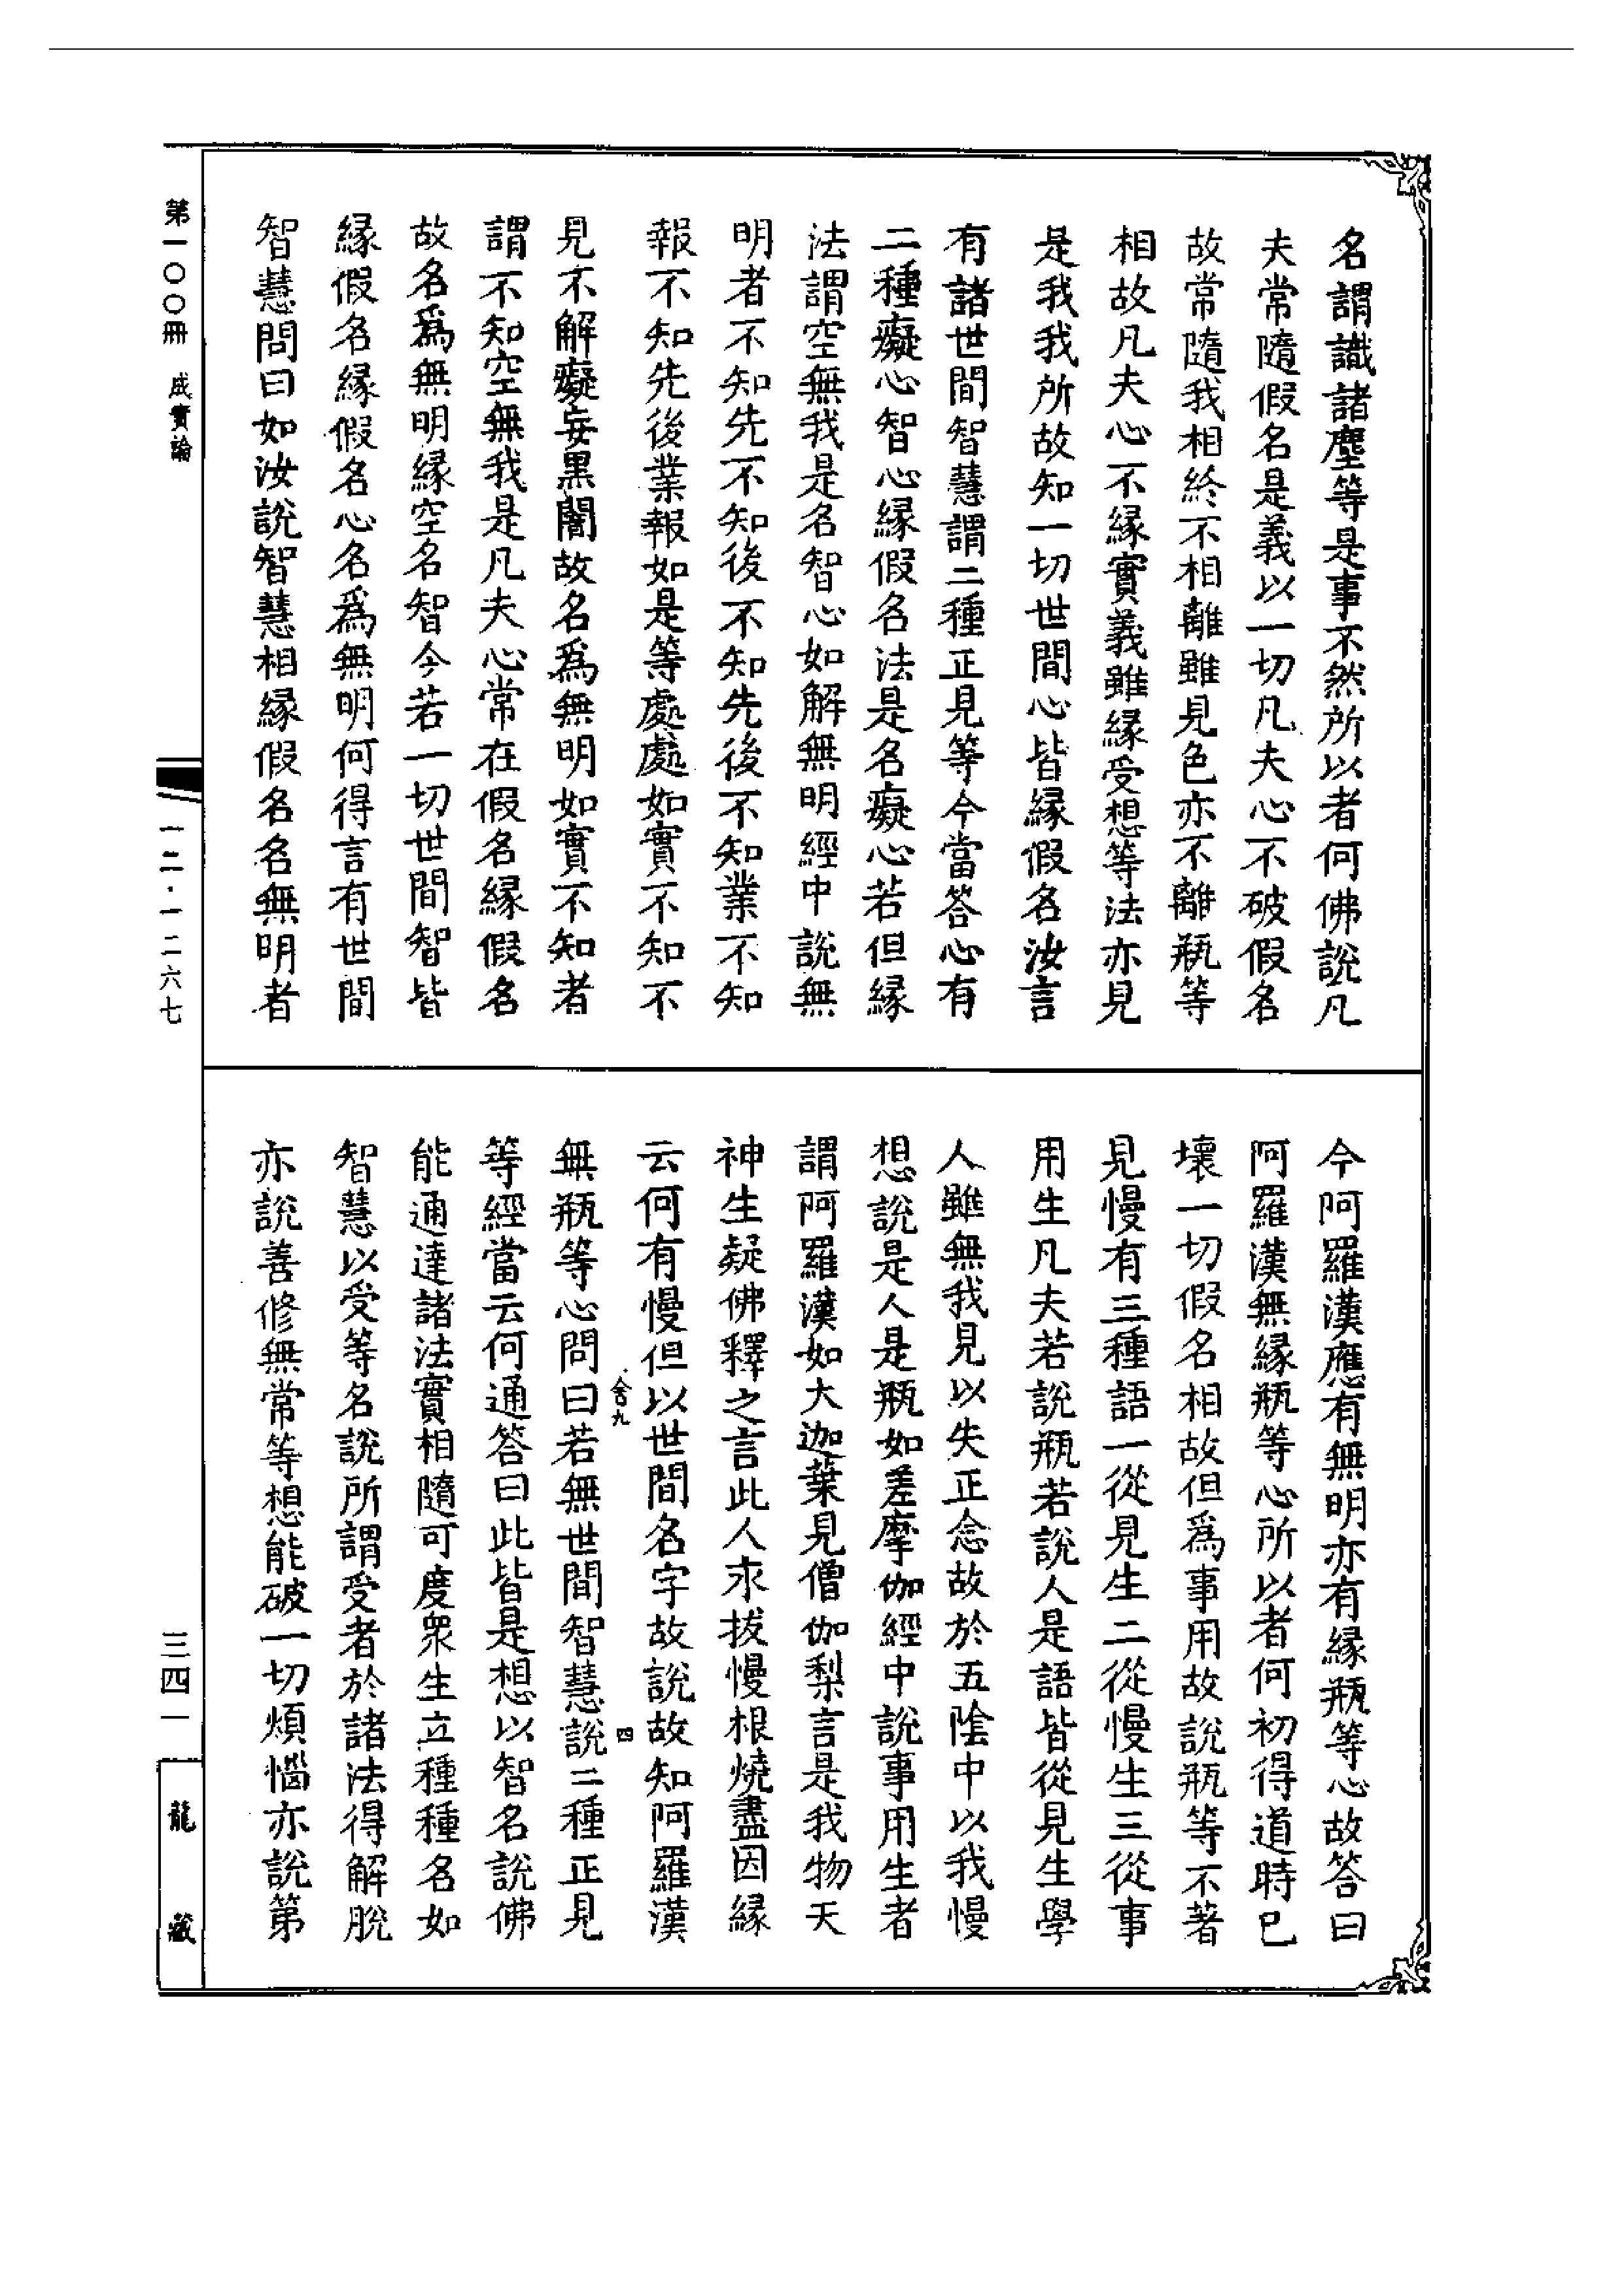 名謂識諸塵等是事不然所以者何佛說凡
夫常隨假名是義以一切凡夫心不破假名
故常隨我相終不相離雖見色亦不離瓶等
相故凡夫心不緣實義雖緣受想等法亦見
是我我所故知一切世間心皆緣假名汝言
有諸世間智慧謂二種正見等今當答心有
二種癡心智心緣假名法是名癡心若但緣
法謂空無我是名智心如解無明經中說無
明者不知先不知後不知先後不知業不知
報不知先後業報如是等處處如實不知不
見不解癡妄黑闇故名為無明如實不知者
謂不知空無我是凡夫心常在假名緣假名
故名為無明緣空名智今若一切世間智皆
緣假名緣假名心名為無明何得言有世間
智慧問曰如汝說智慧相緣假名名無明者
今阿羅漢應有無明亦有緣瓶等心故答曰
阿羅漢無緣瓶等心所以者何初得道時已
壞一切假名相故但為事用故說瓶等不著
見慢有三種語一從見生二從慢生三從事
用生凡夫若說瓶若說人是語皆從見生學
人雖無我見以失正念故於五陰中以我慢
想說是人是瓶如差摩伽經中說事用生者
謂阿羅漢如大迦葉見僧伽梨言是我物天
神生疑佛釋之言此人永拔慢根燒盡因緣
云何有慢但以世間名字故說故知阿羅漢
無瓶等心問曰若無世間智慧說二種正見
等經當云何通答曰此皆是想以智名說佛
能通達諸法實相隨可度眾生立種種名如
智慧以受等名說所謂受者於諸法得解脫
亦說善修無常等想能破一切煩惱亦說第
舍九
四
第一〇〇冊 成實論
一二·一二六七
三四一
龍藏